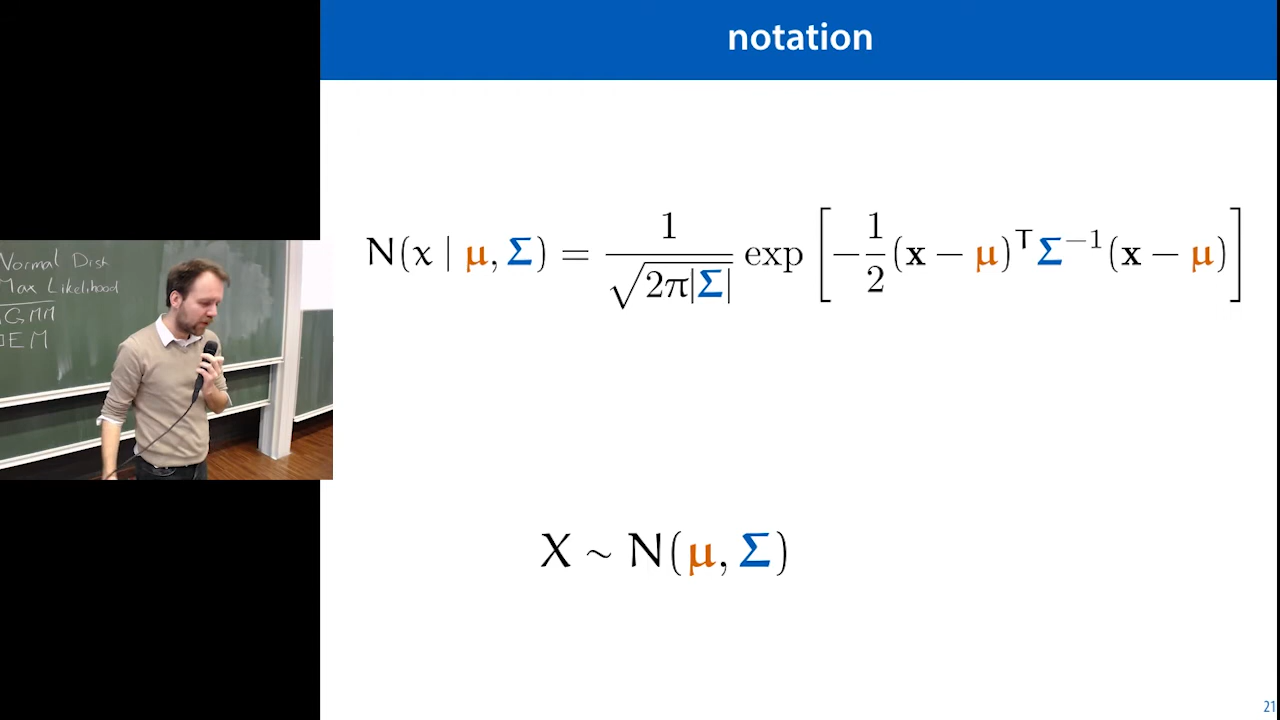 notation
N(x | μ, Σ) = 1 / √2π|Σ| exp [ −1/2 (x − μ)ᵀ Σ⁻¹ (x − μ) ]
X ~ N(μ, Σ)
21
Normal Dist
Max Likelihood
GMM
EM